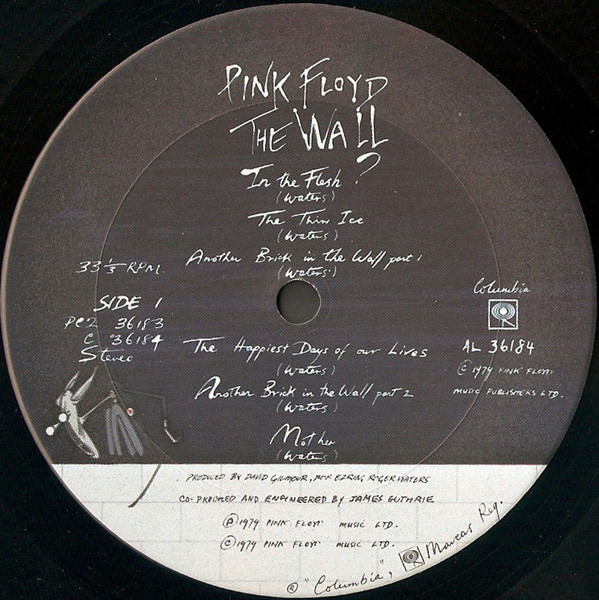 PINK FLOYD
THE WALL
In the Flesh ?
(Waters)
The Thin Ice
(Waters)
Another Brick in the Wall part 1
(Waters)
33 1/3 RPM.
SIDE 1
PC2 36183
C 36184
Stereo
Columbia
AL 36184
© 1979 PINK FLOYD
MUSIC PUBLISHERS LTD.
The Happiest Days of our Lives
(Waters)
Another Brick in the Wall part 2
(Waters)
Mother
(Waters)
PRODUCED BY DAVID GILMOUR, BOB EZRIN, ROGER WATERS
CO-PRODUCED AND ENGINEERED BY JAMES GUTHRIE
℗ 1979 PINK FLOYD MUSIC LTD.
© 1979 PINK FLOYD MUSIC LTD.
® "Columbia", Marcas Reg.